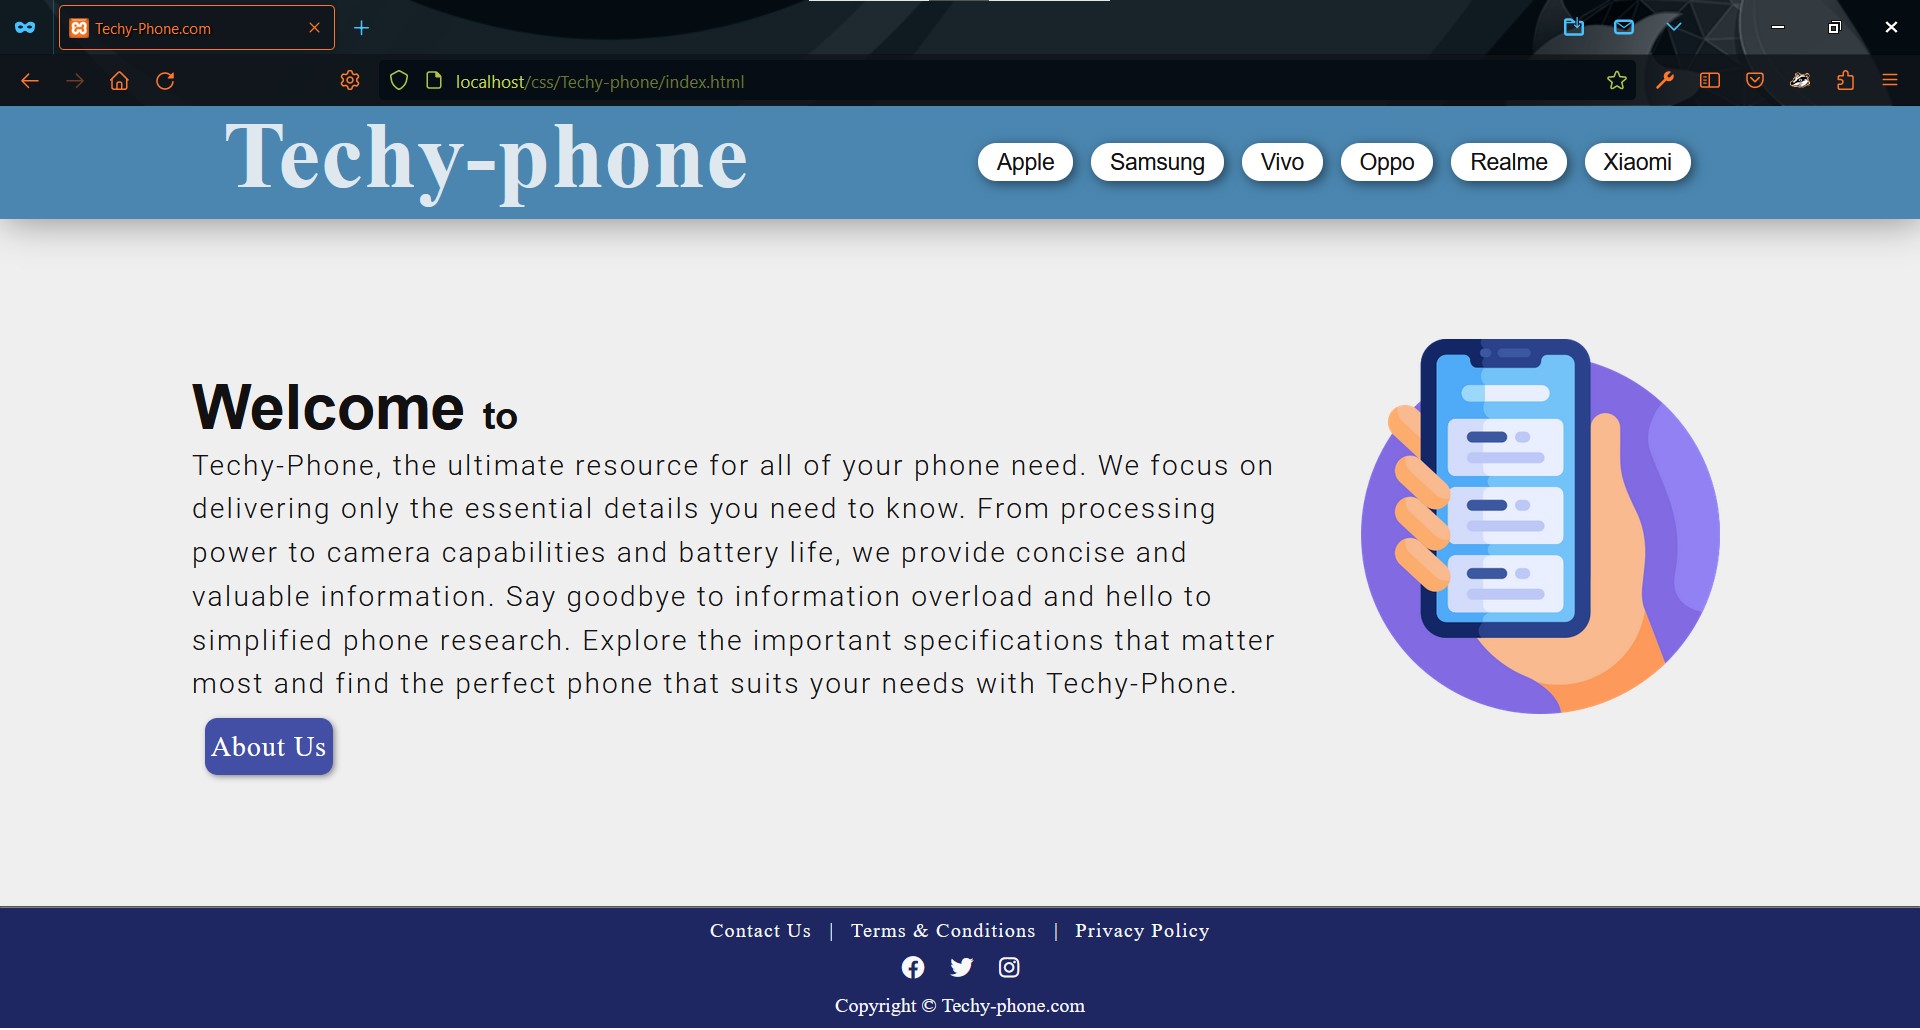 Techy-Phone.com
localhost/css/Techy-phone/index.html
Techy-phone
Apple Samsung Vivo Oppo Realme Xiaomi
Welcome to
Techy-Phone, the ultimate resource for all of your phone need. We focus on
delivering only the essential details you need to know. From processing
power to camera capabilities and battery life, we provide concise and
valuable information. Say goodbye to information overload and hello to
simplified phone research. Explore the important specifications that matter
most and find the perfect phone that suits your needs with Techy-Phone.
About Us
Contact Us | Terms & Conditions | Privacy Policy
Copyright © Techy-phone.com